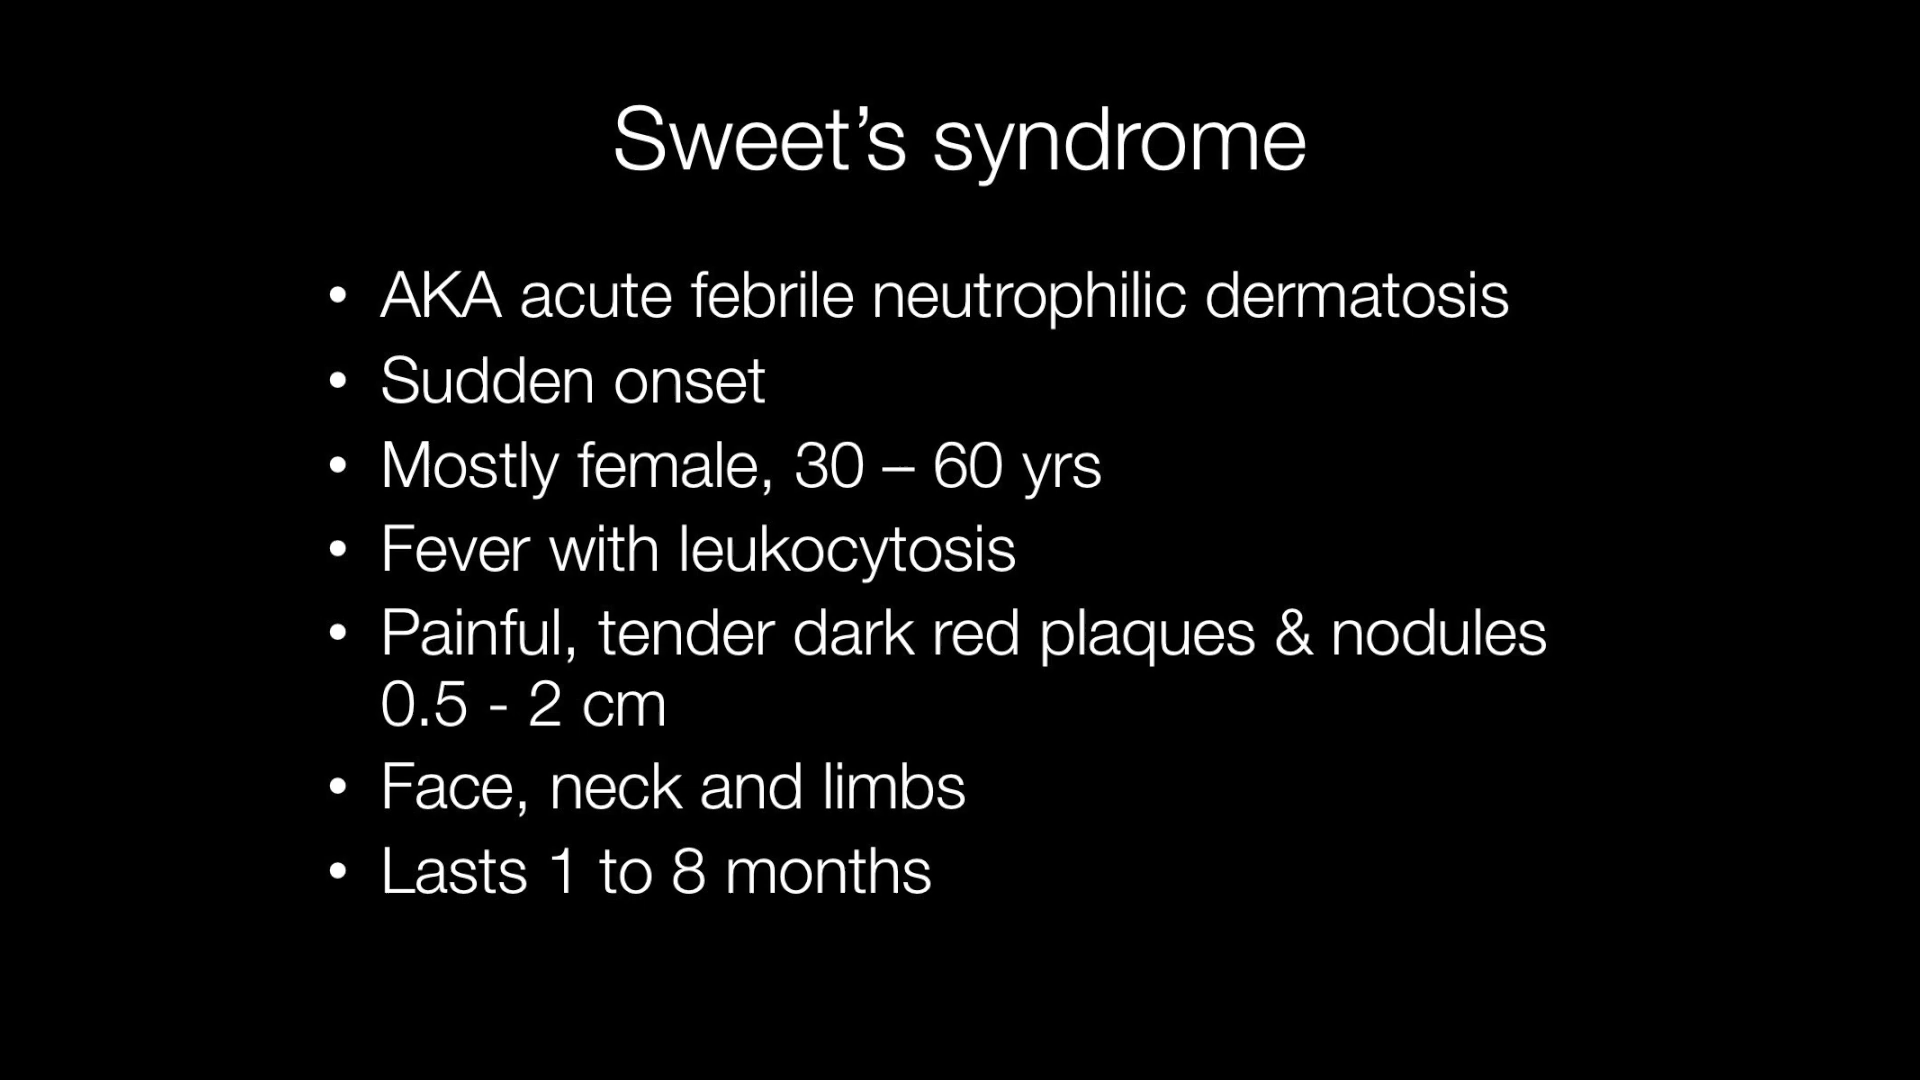 Sweet’s syndrome
• AKA acute febrile neutrophilic dermatosis
• Sudden onset
• Mostly female, 30 – 60 yrs
• Fever with leukocytosis
• Painful, tender dark red plaques & nodules
0.5 - 2 cm
• Face, neck and limbs
• Lasts 1 to 8 months